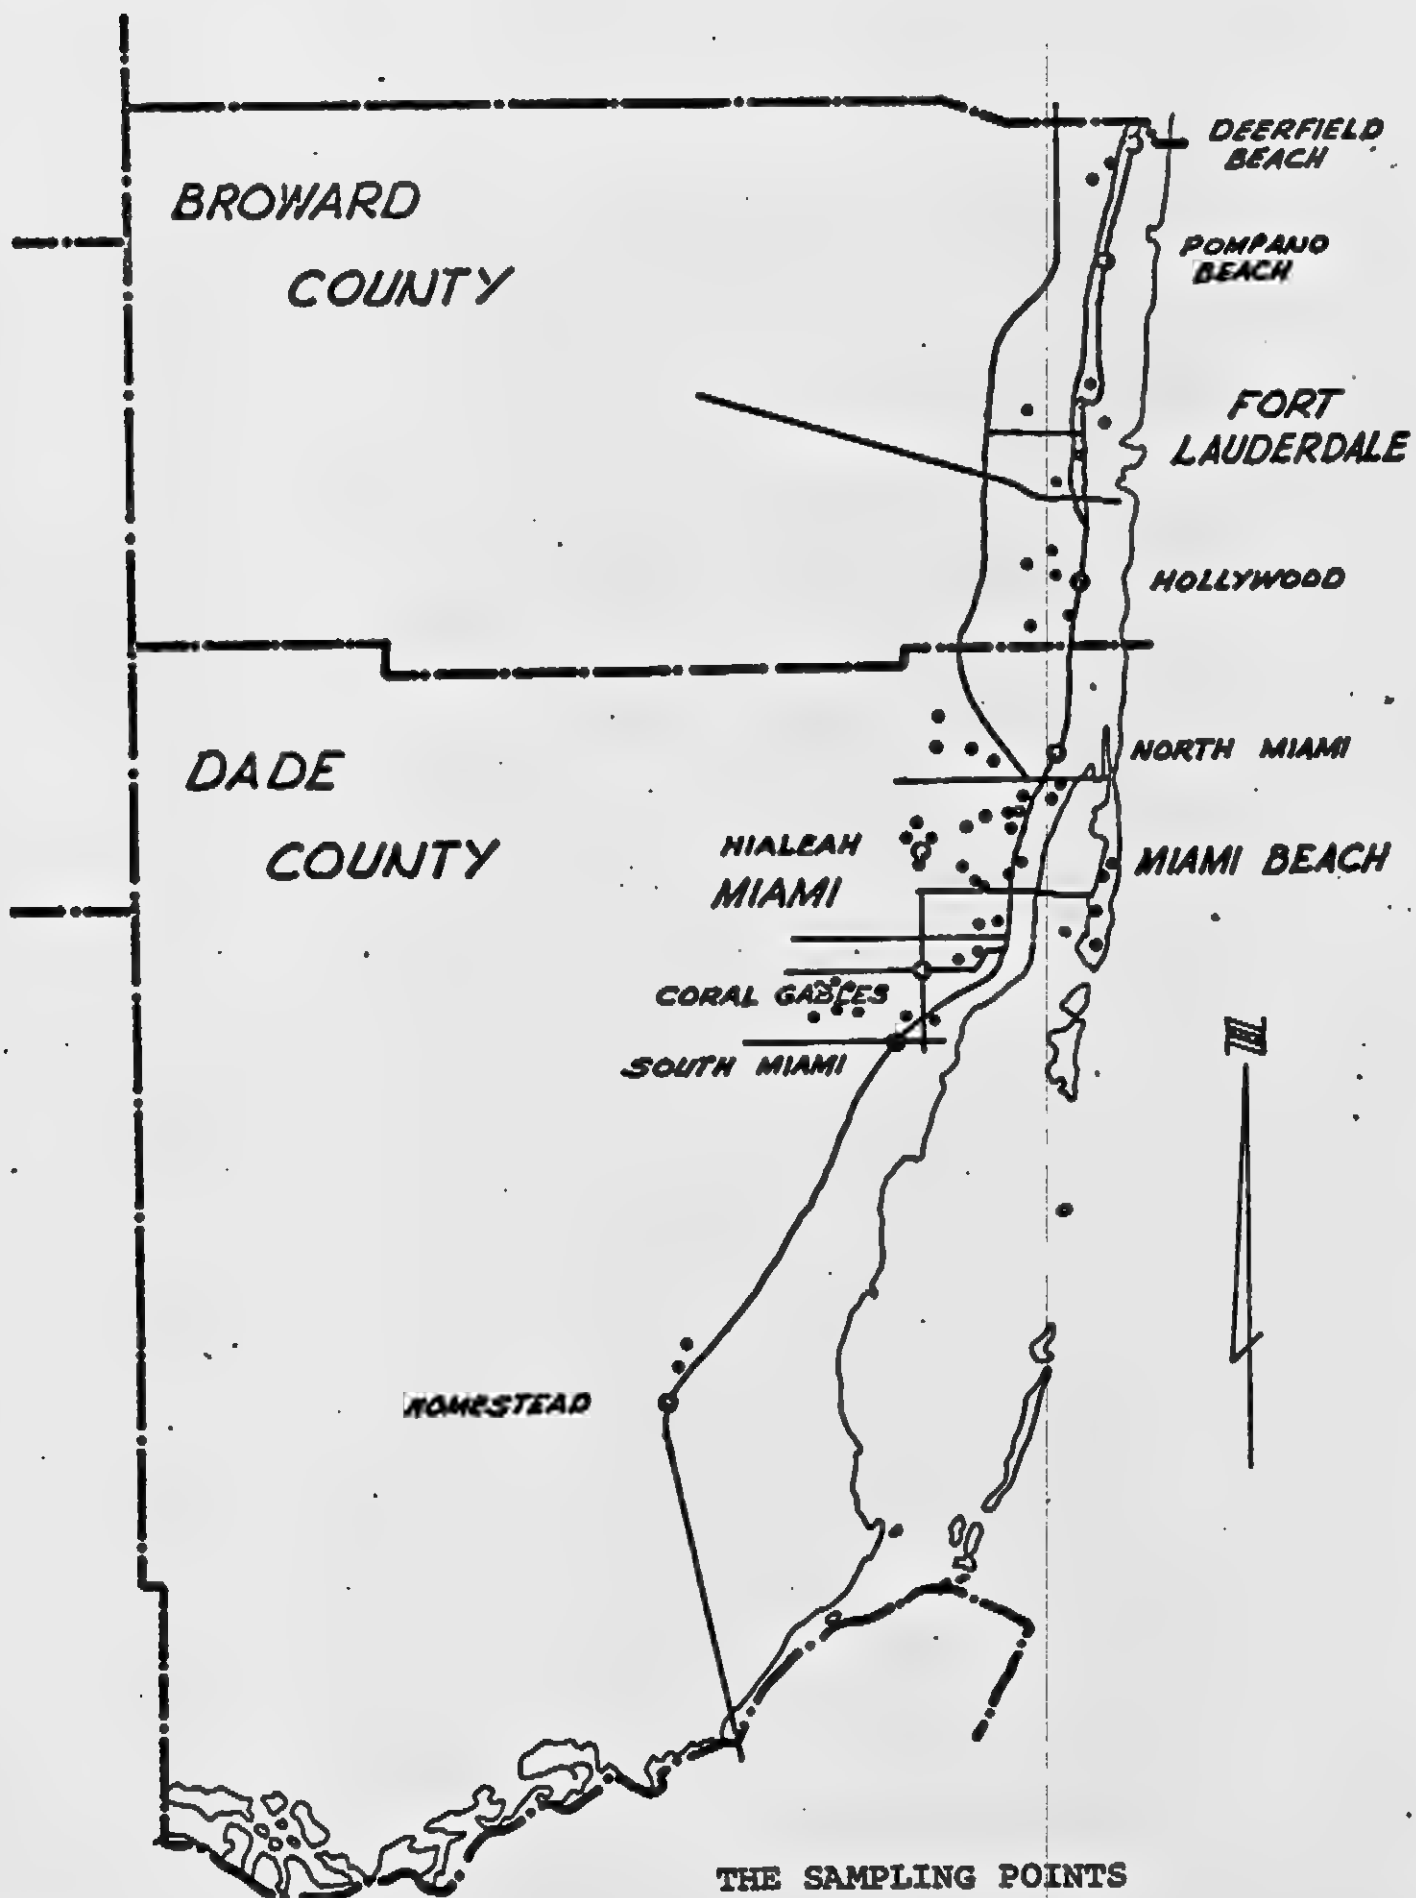 DEERFIELD
BEACH
BROWARD
COUNTY
POMPANO
BEACH
FORT
LAUDERDALE
HOLLYWOOD
NORTH MIAMI
DADE
COUNTY
HIALEAH
MIAMI
MIAMI BEACH
CORAL GABLES
SOUTH MIAMI
HOMESTEAD
THE SAMPLING POINTS